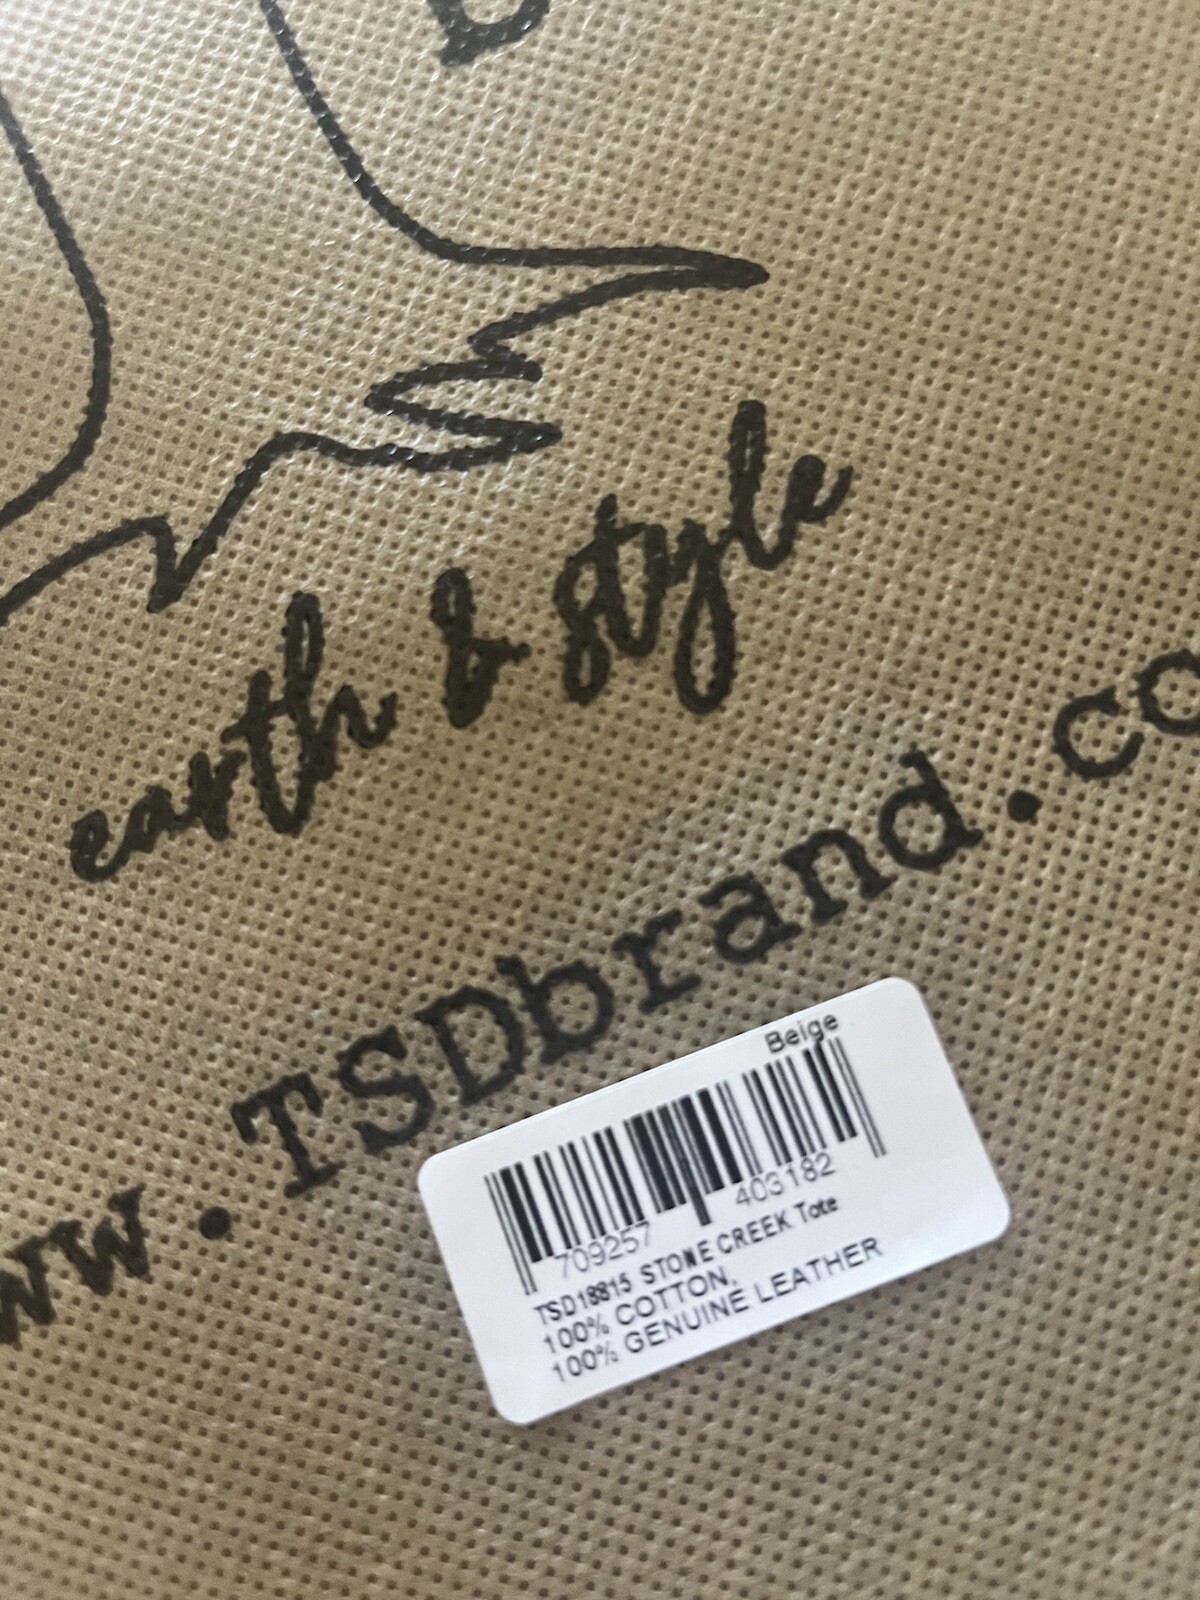 earth & style
www.TSDbrand.co
Beige
709257 403182
TSD18815 STONE CREEK Tote
100% COTTON,
100% GENUINE LEATHER